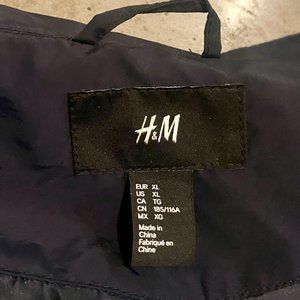 H&M
EUR XL
US XL
CA TG
CN 185/116A
MX XG
Made in
China
Fabriqué en
Chine